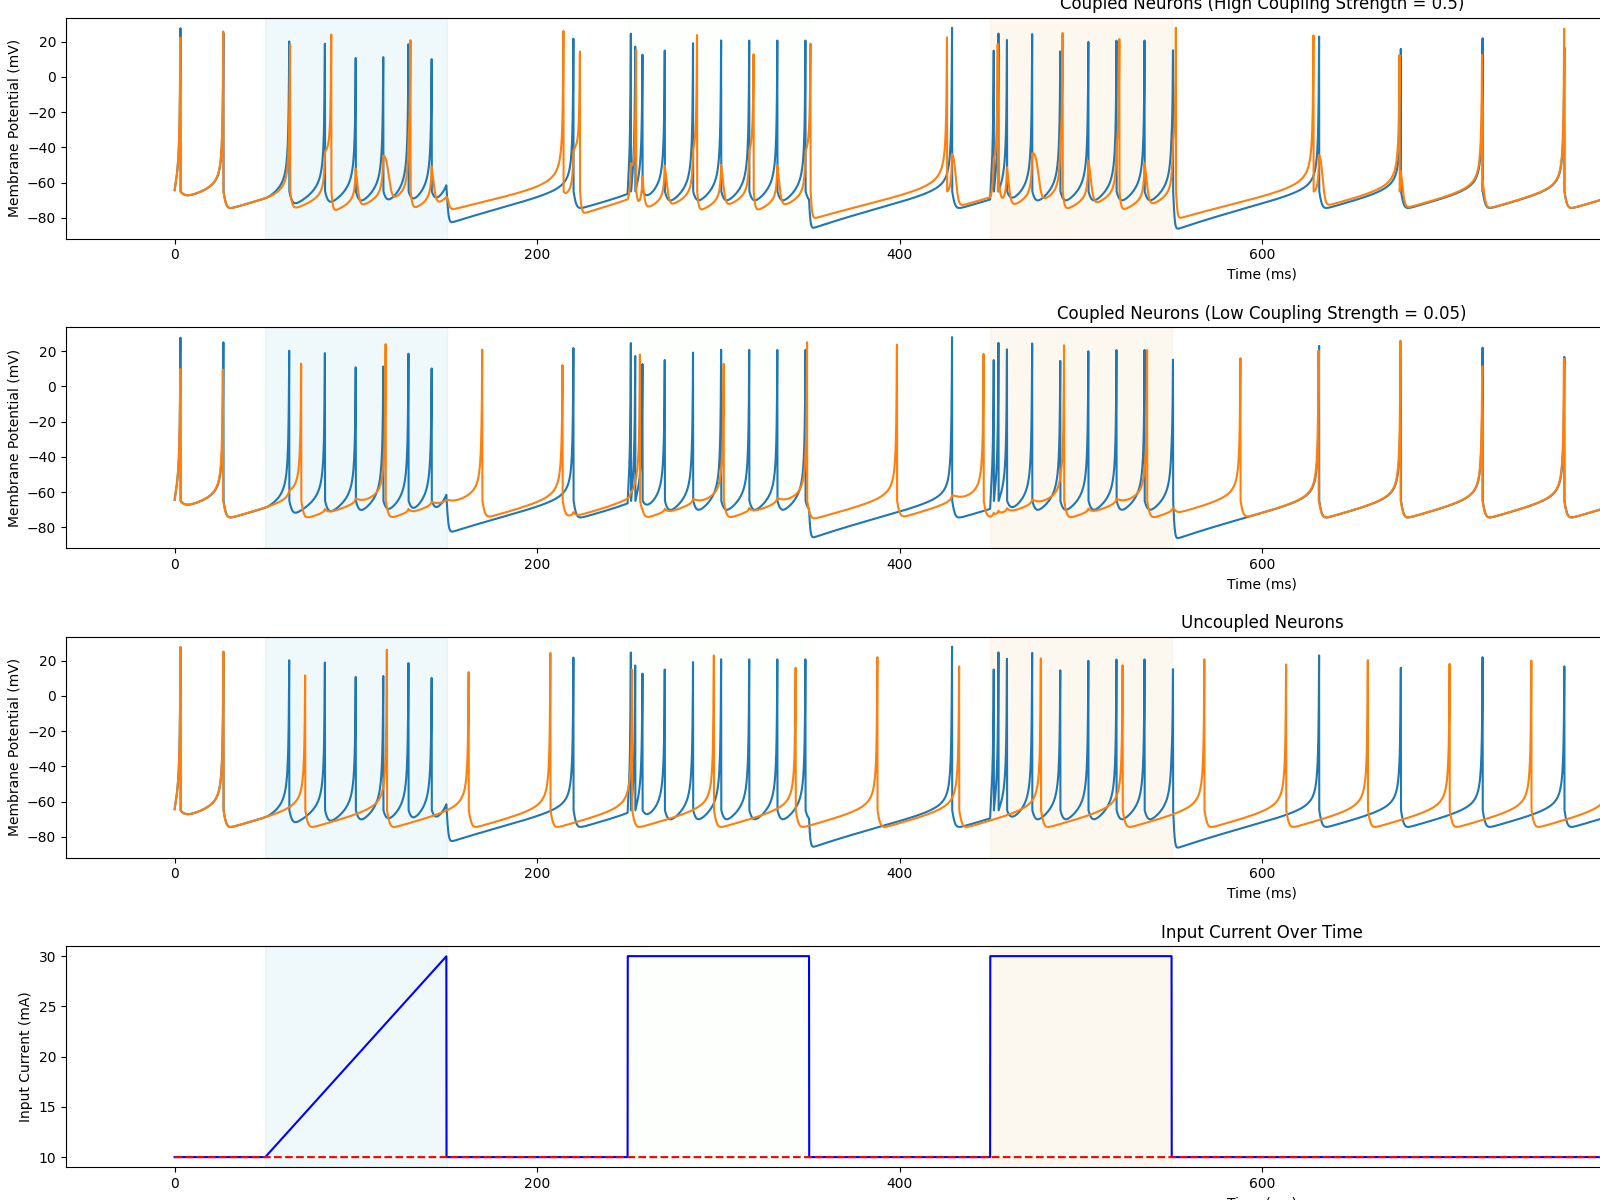 Coupled Neurons (High Coupling Strength = 0.5)
Membrane Potential (mV)
20
0
−20
−40
−60
−80
0 200 400 600
Time (ms)
Coupled Neurons (Low Coupling Strength = 0.05)
Membrane Potential (mV)
20
0
−20
−40
−60
−80
0 200 400 600
Time (ms)
Uncoupled Neurons
Membrane Potential (mV)
20
0
−20
−40
−60
−80
0 200 400 600
Time (ms)
Input Current Over Time
Input Current (mA)
30
25
20
15
10
0 200 400 600